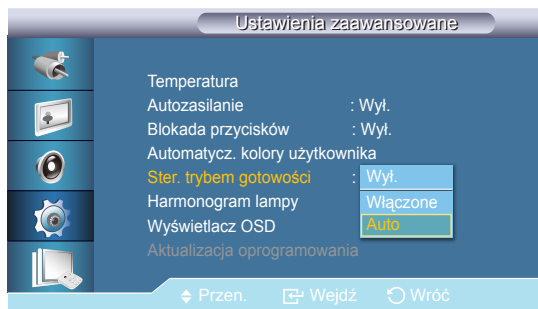 Ustawienia zaawansowane
Temperatura
Autozasilanie : Wył.
Blokada przycisków : Wył.
Automatycz. kolory użytkownika
Ster. trybem gotowości : Wył.
Harmonogram lampy Włączone
Wyświetlacz OSD Auto
Aktualizacja oprogramowania
Przen. Wejdź Wróć